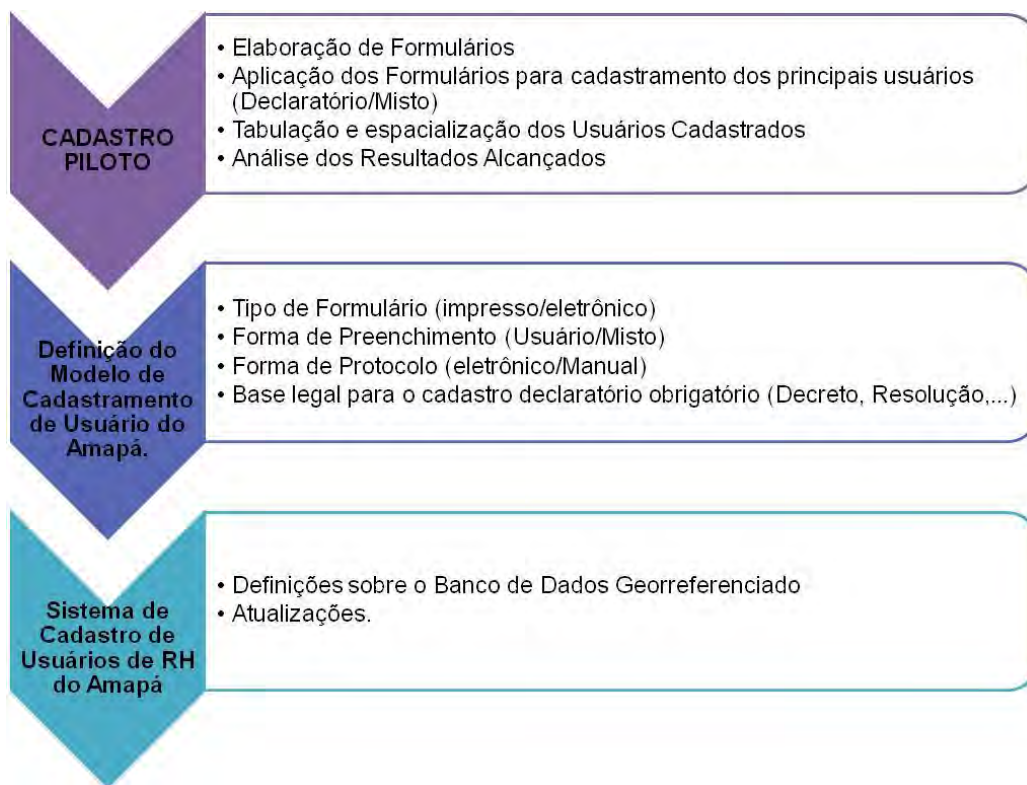 CADASTRO
PILOTO
• Elaboração de Formulários
• Aplicação dos Formulários para cadastramento dos principais usuários
(Declaratório/Misto)
• Tabulação e espacialização dos Usuários Cadastrados
• Análise dos Resultados Alcançados
Definição do
Modelo de
Cadastramento
de Usuário do
Amapá.
• Tipo de Formulário (impresso/eletrônico)
• Forma de Preenchimento (Usuário/Misto)
• Forma de Protocolo (eletrônico/Manual)
• Base legal para o cadastro declaratório obrigatório (Decreto, Resolução,...)
Sistema de
Cadastro de
Usuários de RH
do Amapá
• Definições sobre o Banco de Dados Georreferenciado
• Atualizações.